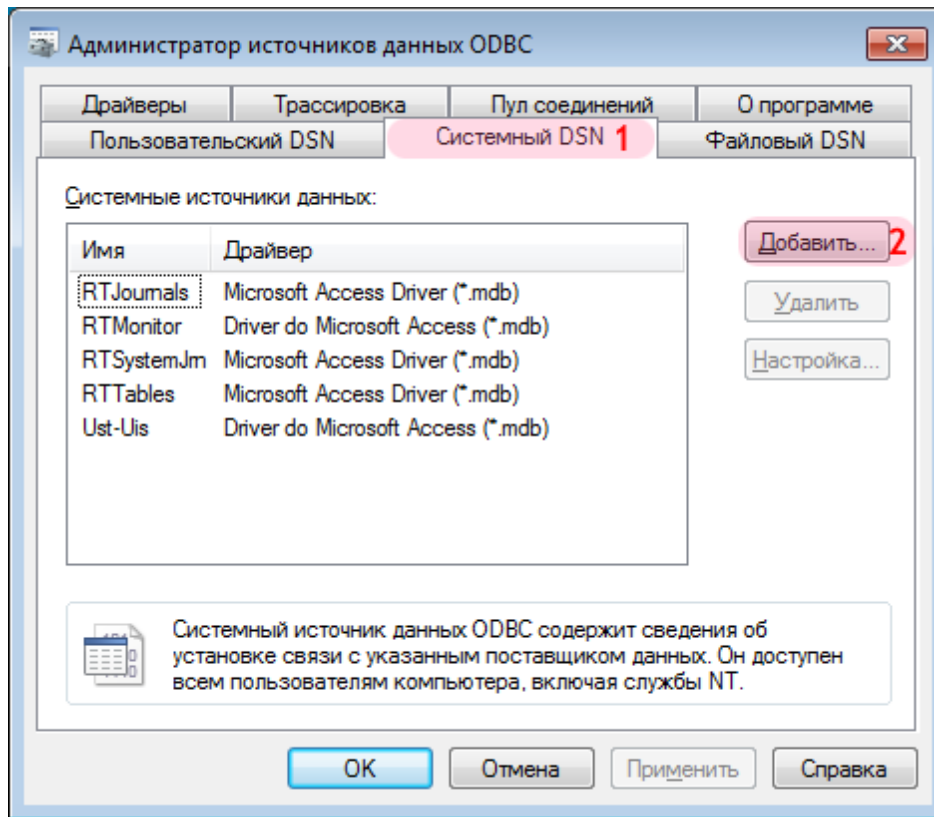 Администратор источников данных ODBC
Драйверы Трассировка Пул соединений О программе
Пользовательский DSN Системный DSN 1 Файловый DSN
Системные источники данных:
Имя Драйвер
Добавить... 2
RTJournals Microsoft Access Driver (*.mdb)
Удалить
RTMonitor Driver do Microsoft Access (*.mdb)
RTSystemJrn Microsoft Access Driver (*.mdb)
Настройка...
RTTables Microsoft Access Driver (*.mdb)
Ust-Uis Driver do Microsoft Access (*.mdb)
Системный источник данных ODBC содержит сведения об
установке связи с указанным поставщиком данных. Он доступен
всем пользователям компьютера, включая службы NT.
OK Отмена Применить Справка